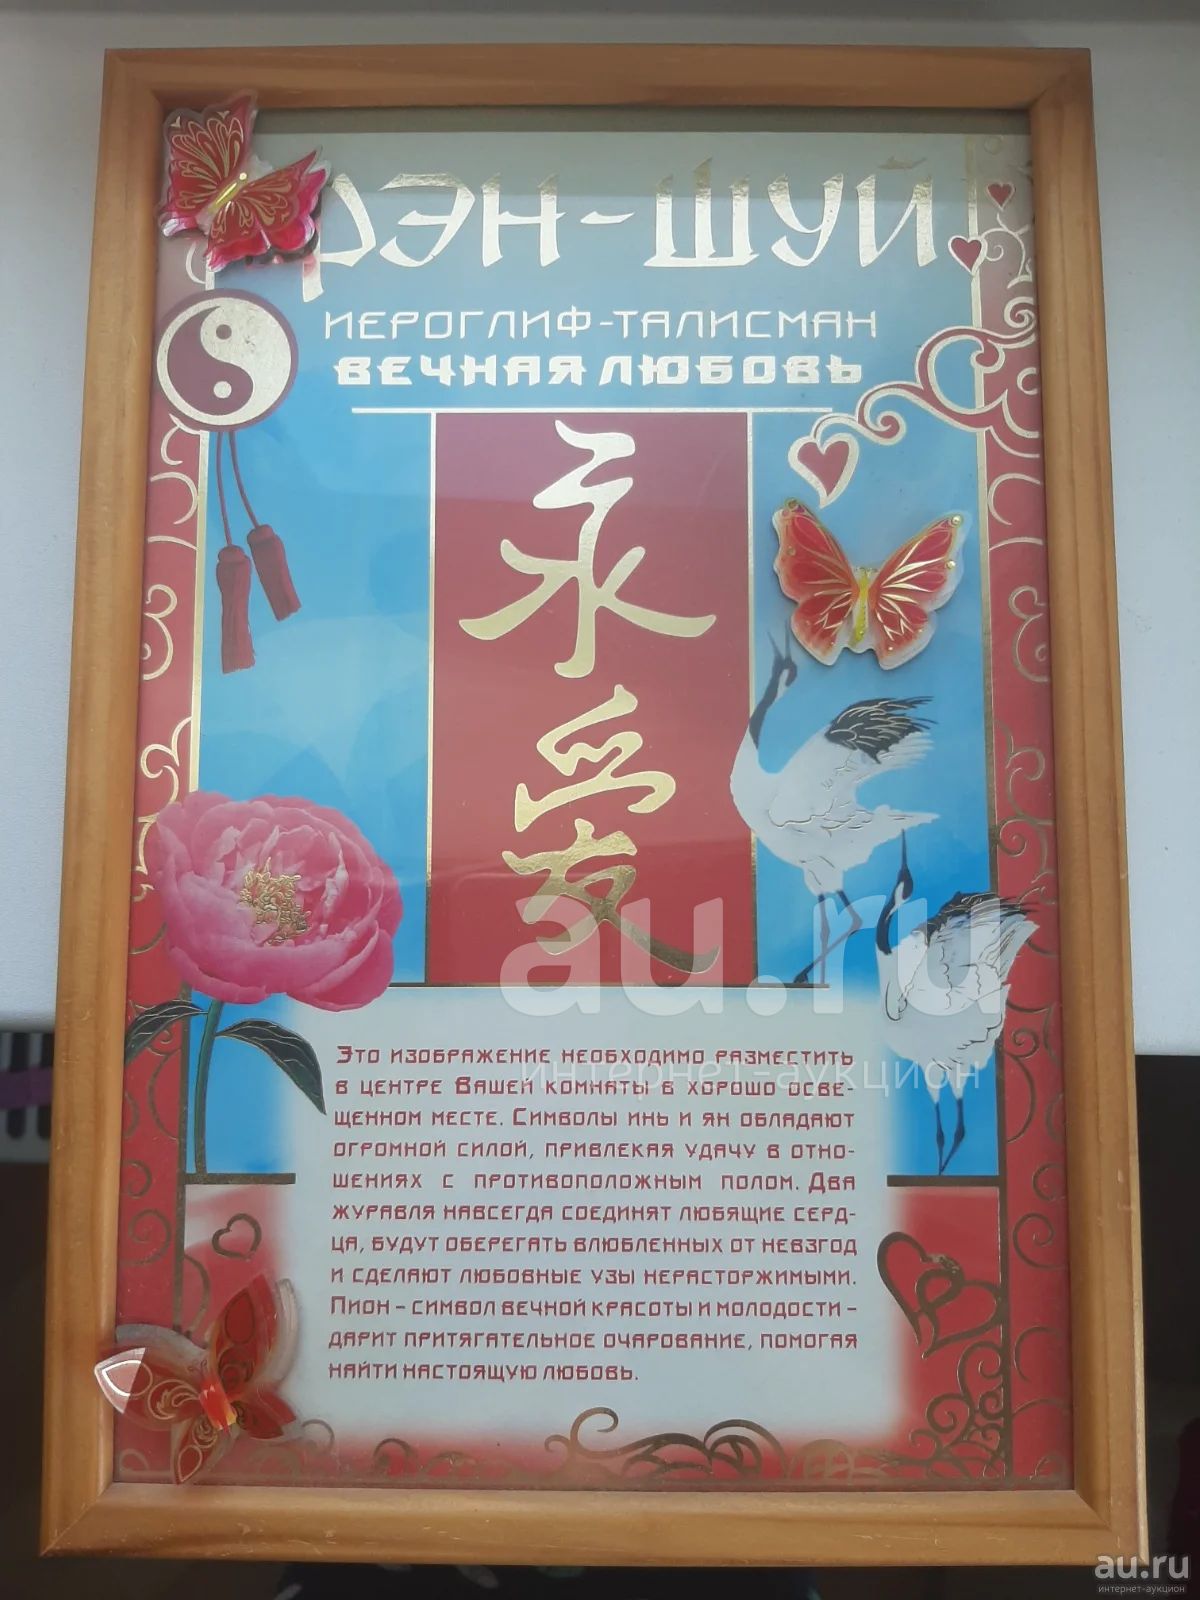 ФЭН-ШУЙ
ИЕРОГЛИФ-ТАЛИСМАН
ВЕЧНАЯ ЛЮБОВЬ
永
愛
Это изображение необходимо разместить
в центре Вашей комнаты в хорошо осве-
щенном месте. Символы инь и ян обладают
огромной силой, привлекая удачу в отно-
шениях с противоположным полом. Два
журавля навсегда соединят любящие серд-
ца, будут оберегать влюбленных от невзгод
и сделают любовные узы нерасторжимыми.
Пион – символ вечной красоты и молодости –
дарит притягательное очарование, помогая
найти настоящую любовь.
au.ru
интернет-аукцион
au.ru
интернет-аукцион